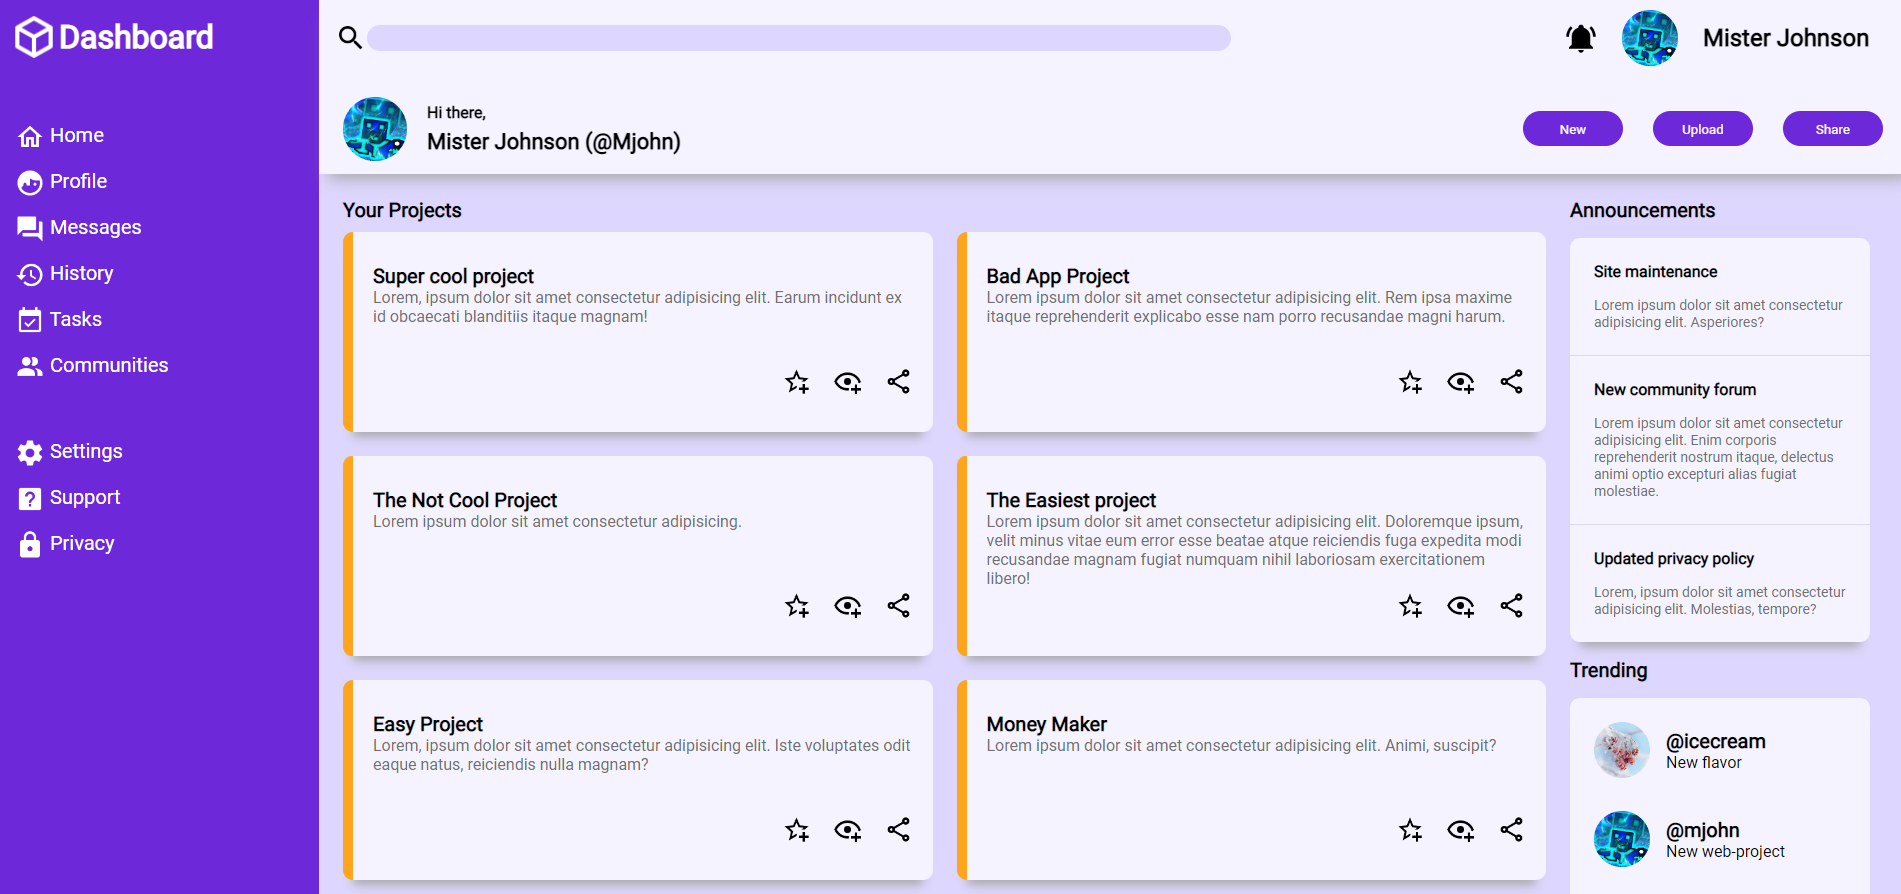 Dashboard
Home
Profile
Messages
History
Tasks
Communities
Settings
Support
Privacy
Mister Johnson
Hi there,
Mister Johnson (@Mjohn)
New
Upload
Share
Your Projects
Super cool project
Lorem, ipsum dolor sit amet consectetur adipisicing elit. Earum incidunt ex
id obcaecati blanditiis itaque magnam!
Bad App Project
Lorem ipsum dolor sit amet consectetur adipisicing elit. Rem ipsa maxime
itaque reprehenderit explicabo esse nam porro recusandae magni harum.
The Not Cool Project
Lorem ipsum dolor sit amet consectetur adipisicing.
The Easiest project
Lorem ipsum dolor sit amet consectetur adipisicing elit. Doloremque ipsum,
velit minus vitae eum error esse beatae atque reiciendis fuga expedita modi
recusandae magnam fugiat numquam nihil laboriosam exercitationem
libero!
Easy Project
Lorem, ipsum dolor sit amet consectetur adipisicing elit. Iste voluptates odit
eaque natus, reiciendis nulla magnam?
Money Maker
Lorem ipsum dolor sit amet consectetur adipisicing elit. Animi, suscipit?
Announcements
Site maintenance
Lorem ipsum dolor sit amet consectetur
adipisicing elit. Asperiores?
New community forum
Lorem ipsum dolor sit amet consectetur
adipisicing elit. Enim corporis
reprehenderit nostrum itaque, delectus
animi optio excepturi alias fugiat
molestiae.
Updated privacy policy
Lorem, ipsum dolor sit amet consectetur
adipisicing elit. Molestias, tempore?
Trending
@icecream
New flavor
@mjohn
New web-project